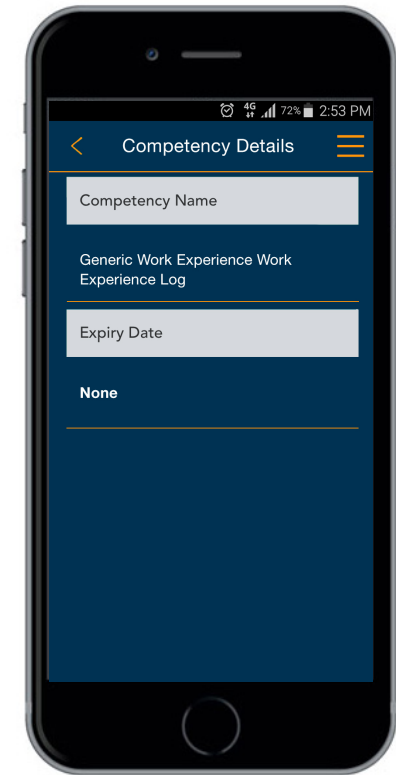 4G 72% 2:53 PM
Competency Details
Competency Name
Generic Work Experience Work
Experience Log
Expiry Date
None